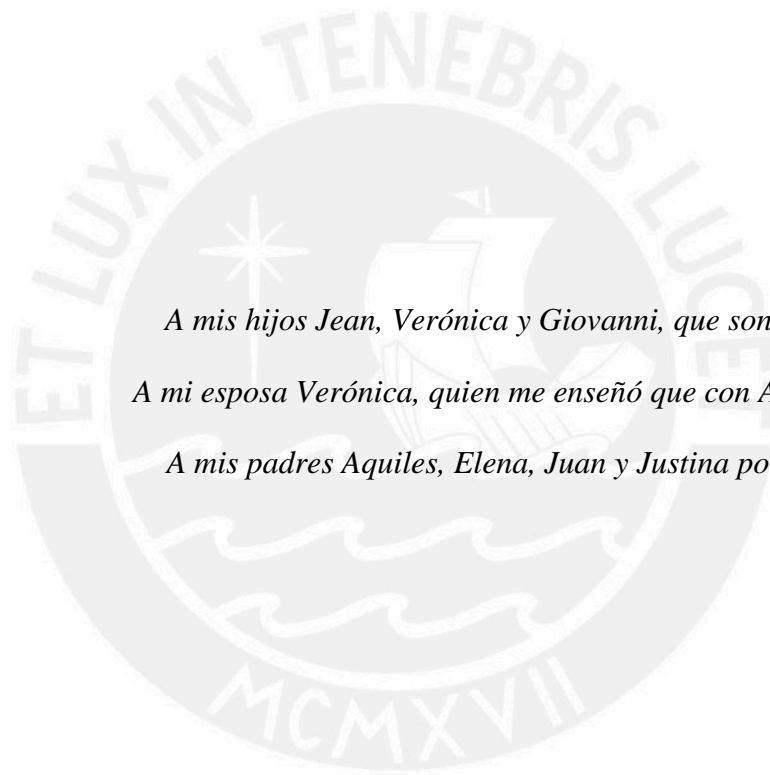 ET LUX IN TENEBRIS LUCET
A mis hijos Jean, Verónica y Giovanni, que son
A mi esposa Verónica, quien me enseñó que con
A mis padres Aquiles, Elena, Juan y Justina
MCMXVII